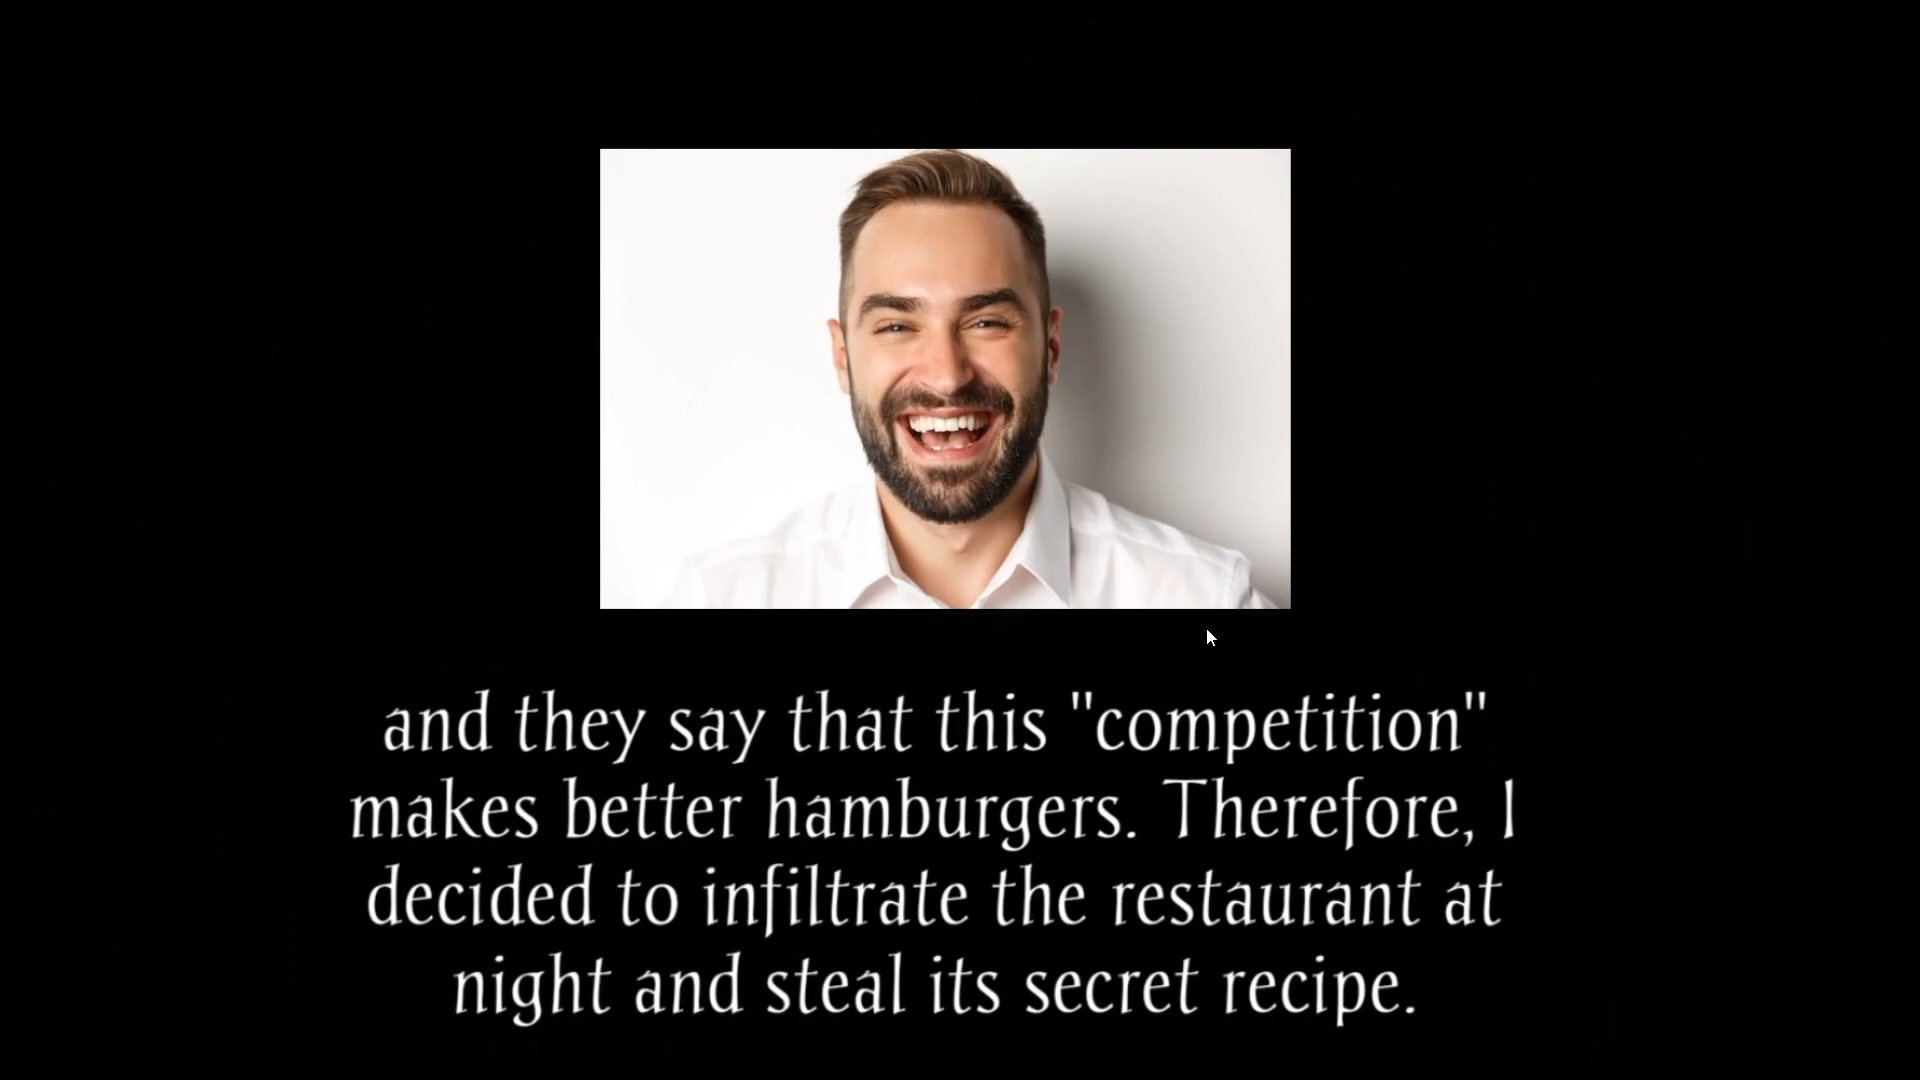 and they say that this "competition"
makes better hamburgers. Therefore, I
decided to infiltrate the restaurant at
night and steal its secret recipe.